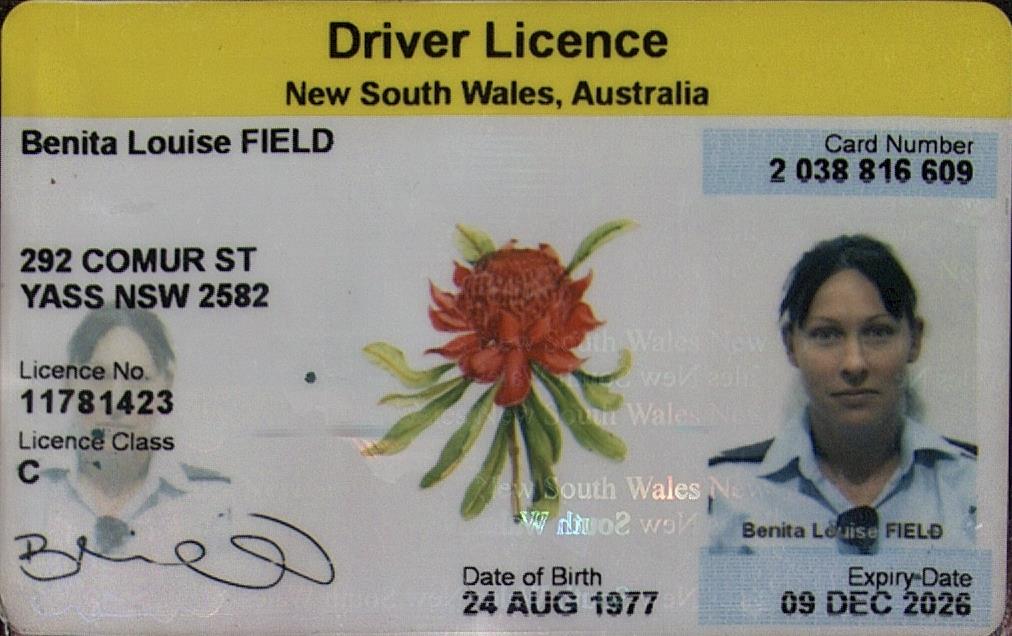 Driver Licence
New South Wales, Australia
Benita Louise FIELD
Card Number
2 038 816 609
292 COMUR ST
YASS NSW 2582
Licence No.
11781423
Licence Class
C
New South Wales New
New South Wales New
New South Wales New
New South Wales New
New South W
Benita Louise FIELD
Date of Birth
24 AUG 1977
Expiry Date
09 DEC 2026